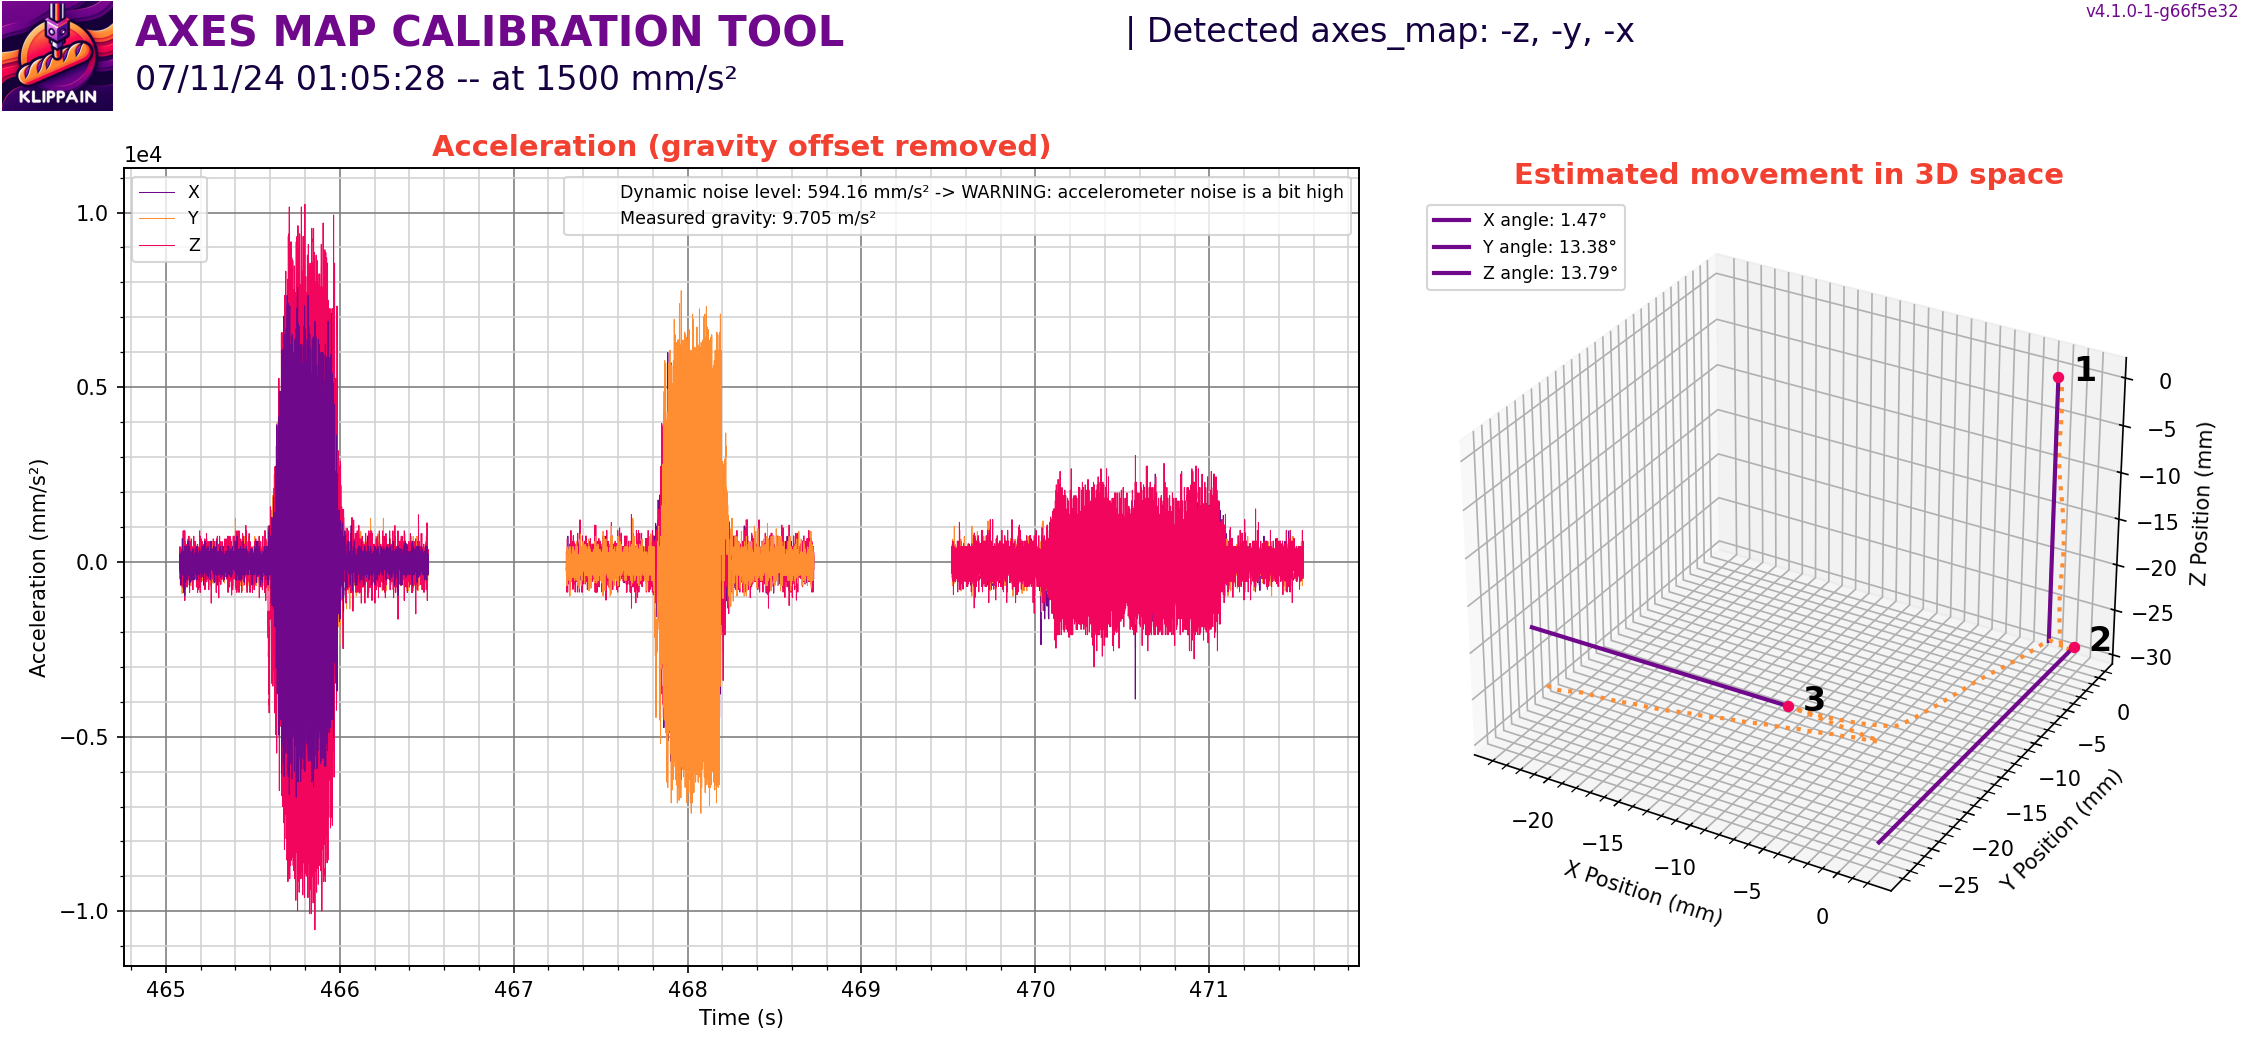 AXES MAP CALIBRATION TOOL
| Detected axes_map: -z, -y, -x
v4.1.0-1-g66f5e32
07/11/24 01:05:28 -- at 1500 mm/s²
KLIPPAIN
Acceleration (gravity offset removed)
1e4
X
Y
Z
Dynamic noise level: 594.16 mm/s² -> WARNING: accelerometer noise is a bit high
Measured gravity: 9.705 m/s²
1.0
0.5
0.0
−0.5
−1.0
Acceleration (mm/s²)
465
466
467
468
469
470
471
Time (s)
Estimated movement in 3D space
X angle: 1.47°
Y angle: 13.38°
Z angle: 13.79°
1
2
3
0
−5
−10
−15
−20
−25
−30
Z Position (mm)
0
−5
−10
−15
−20
−25
Y Position (mm)
−20
−15
−10
−5
0
X Position (mm)